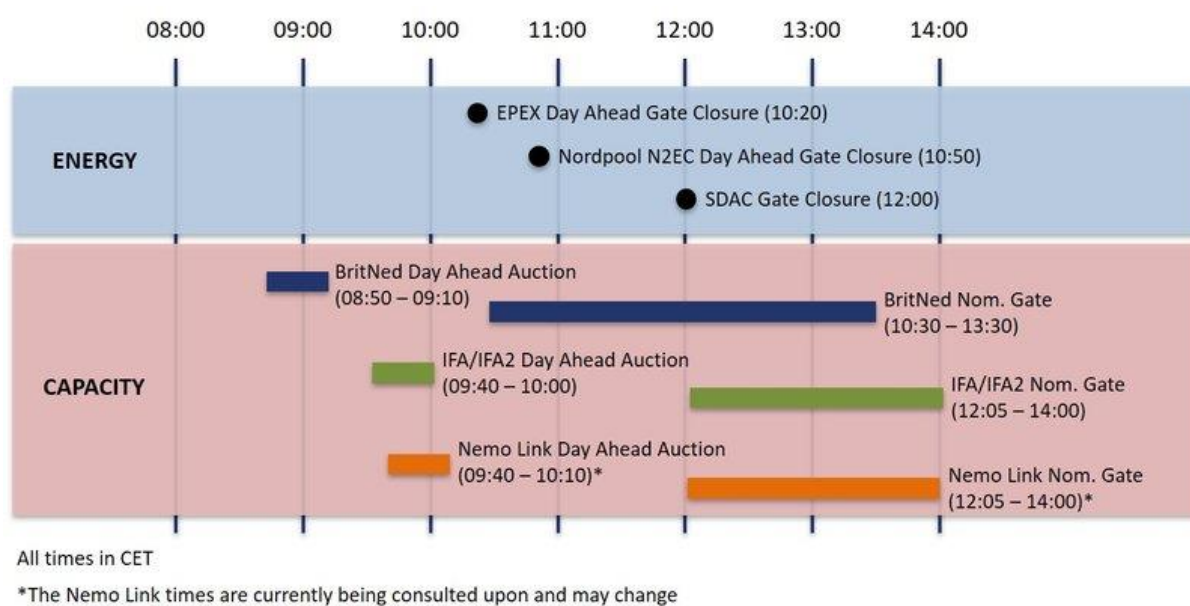 08:00 09:00 10:00 11:00 12:00 13:00 14:00
ENERGY
EPEX Day Ahead Gate Closure (10:20)
Nordpool N2EC Day Ahead Gate Closure (10:50)
SDAC Gate Closure (12:00)
CAPACITY
BritNed Day Ahead Auction
(08:50 – 09:10)
BritNed Nom. Gate
(10:30 – 13:30)
IFA/IFA2 Day Ahead Auction
(09:40 – 10:00)
IFA/IFA2 Nom. Gate
(12:05 – 14:00)
Nemo Link Day Ahead Auction
(09:40 – 10:10)*
Nemo Link Nom. Gate
(12:05 – 14:00)*
All times in CET
*The Nemo Link times are currently being consulted upon and may change